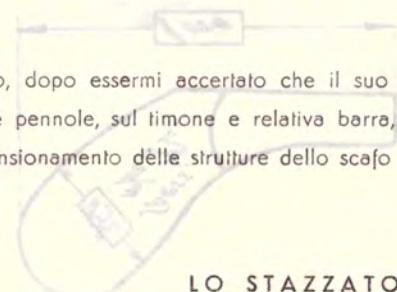 o, dopo essermi accertato che il suo
e pennole, sul timone e relativa barra,
nsionamento delle strutture dello scafo
LO STAZZATO